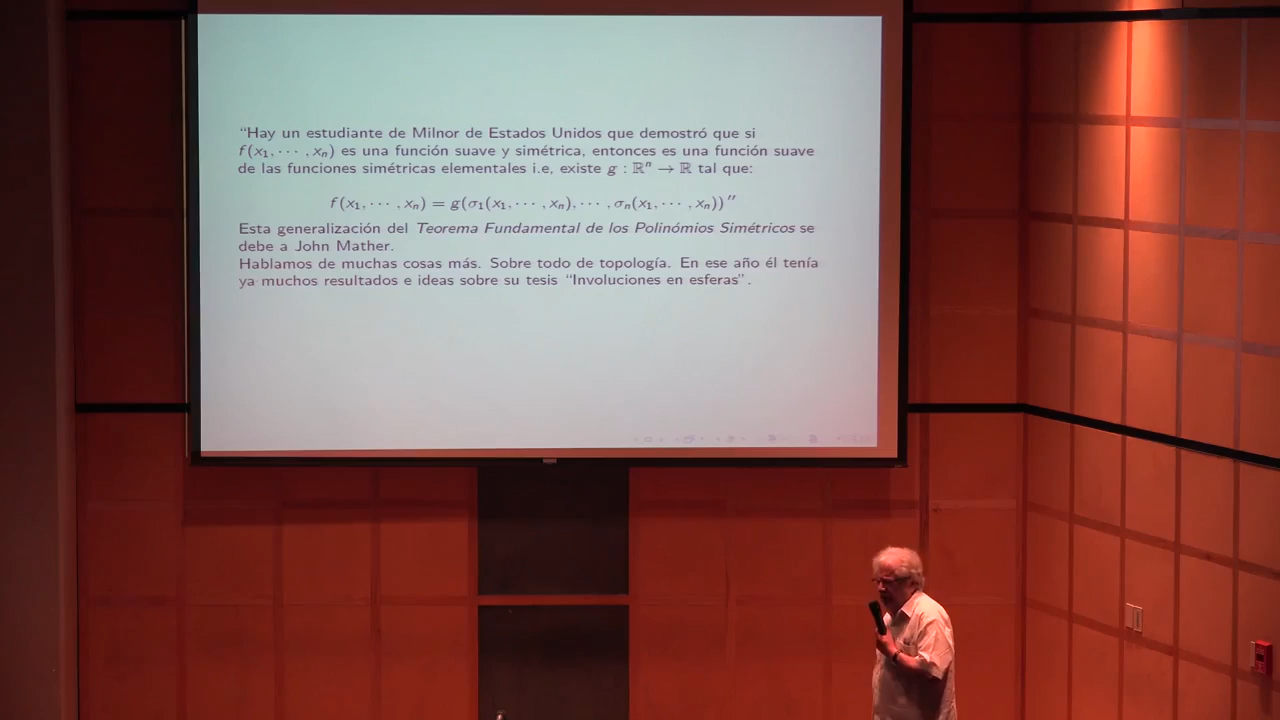 “Hay un estudiante de Milnor de Estados Unidos que demostró que si
f(x₁, ⋯ , xₙ) es una función suave y simétrica, entonces es una función suave
de las funciones simétricas elementales i.e, existe g : ℝⁿ → ℝ tal que:
f(x₁, ⋯ , xₙ) = g(σ₁(x₁, ⋯ , xₙ), ⋯ , σₙ(x₁, ⋯ , xₙ))”
Esta generalización del Teorema Fundamental de los Polinómios Simétricos se
debe a John Mather.
Hablamos de muchas cosas más. Sobre todo de topología. En ese año él tenía
ya muchos resultados e ideas sobre su tesis “Involuciones en esferas”.